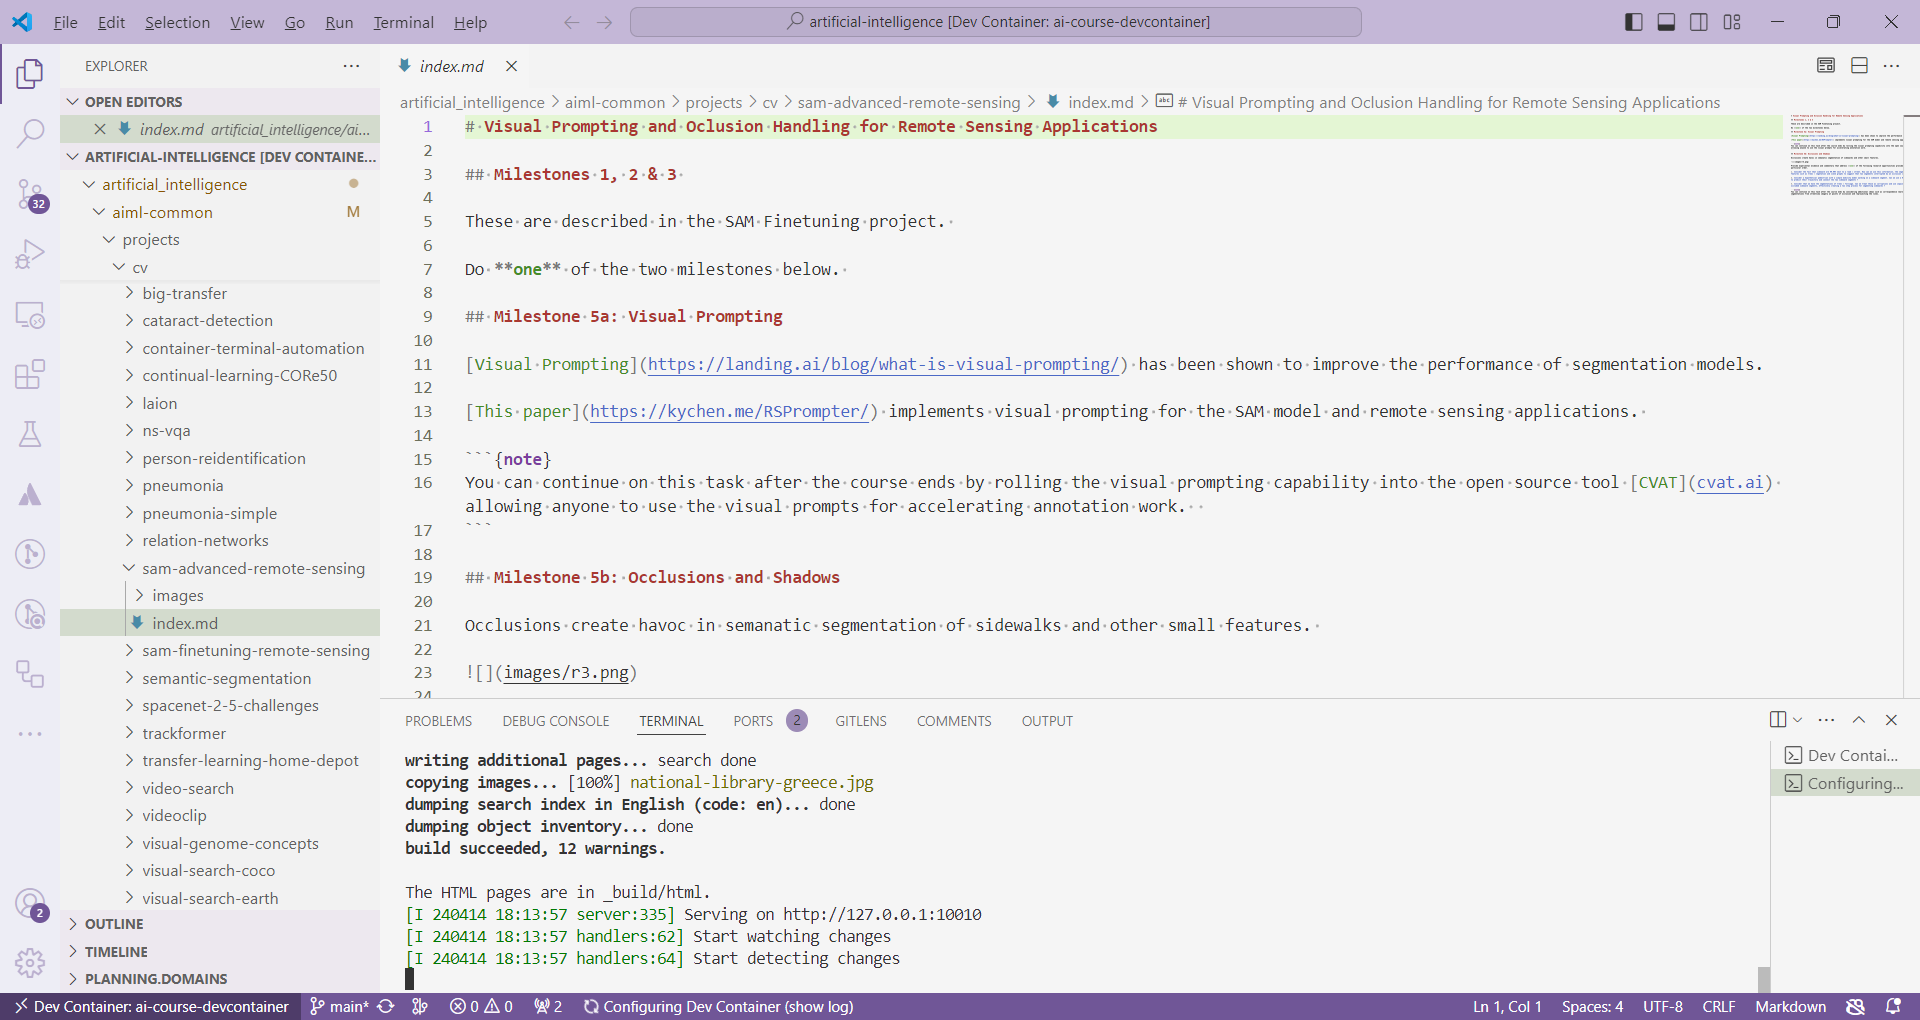 File Edit Selection View Go Run Terminal Help
artificial-intelligence [Dev Container: ai-course-devcontainer]
EXPLORER
OPEN EDITORS
index.md artificial_intelligence/ai...
ARTIFICIAL-INTELLIGENCE [DEV CONTAINE...
artificial_intelligence
aiml-common M
projects
cv
big-transfer
cataract-detection
container-terminal-automation
continual-learning-CORe50
laion
ns-vqa
person-reidentification
pneumonia
pneumonia-simple
relation-networks
sam-advanced-remote-sensing
images
index.md
sam-finetuning-remote-sensing
semantic-segmentation
spacenet-2-5-challenges
trackformer
transfer-learning-home-depot
video-search
videoclip
visual-genome-concepts
visual-search-coco
visual-search-earth
OUTLINE
TIMELINE
PLANNING.DOMAINS
32
2
index.md
artificial_intelligence > aiml-common > projects > cv > sam-advanced-remote-sensing > index.md > # Visual Prompting and Oclusion Handling for Remote Sensing Applications
1 # Visual Prompting and Oclusion Handling for Remote Sensing Applications
2
3 ## Milestones 1, 2 & 3
4
5 These are described in the SAM Finetuning project.
6
7 Do **one** of the two milestones below.
8
9 ## Milestone 5a: Visual Prompting
10
11 [Visual Prompting](https://landing.ai/blog/what-is-visual-prompting/) has been shown to improve the performance of segmentation models.
12
13 [This paper](https://kychen.me/RSPrompter/) implements visual prompting for the SAM model and remote sensing applications.
14
15 ```{note}
16 You can continue on this task after the course ends by rolling the visual prompting capability into the open source tool [CVAT](cvat.ai)
allowing anyone to use the visual prompts for accelerating annotation work.
17 ```
18
19 ## Milestone 5b: Occlusions and Shadows
20
21 Occlusions create havoc in semanatic segmentation of sidewalks and other small features.
22
23 ![](images/r3.png)
24
PROBLEMS DEBUG CONSOLE TERMINAL PORTS 2 GITLENS COMMENTS OUTPUT
writing additional pages... search done
copying images... [100%] national-library-greece.jpg
dumping search index in English (code: en)... done
dumping object inventory... done
build succeeded, 12 warnings.
The HTML pages are in _build/html.
[I 240414 18:13:57 server:335] Serving on http://127.0.0.1:10010
[I 240414 18:13:57 handlers:62] Start watching changes
[I 240414 18:13:57 handlers:64] Start detecting changes
Dev Contai...
Configuring...
Dev Container: ai-course-devcontainer main* 0 0 2 Configuring Dev Container (show log) Ln 1, Col 1 Spaces: 4 UTF-8 CRLF Markdown